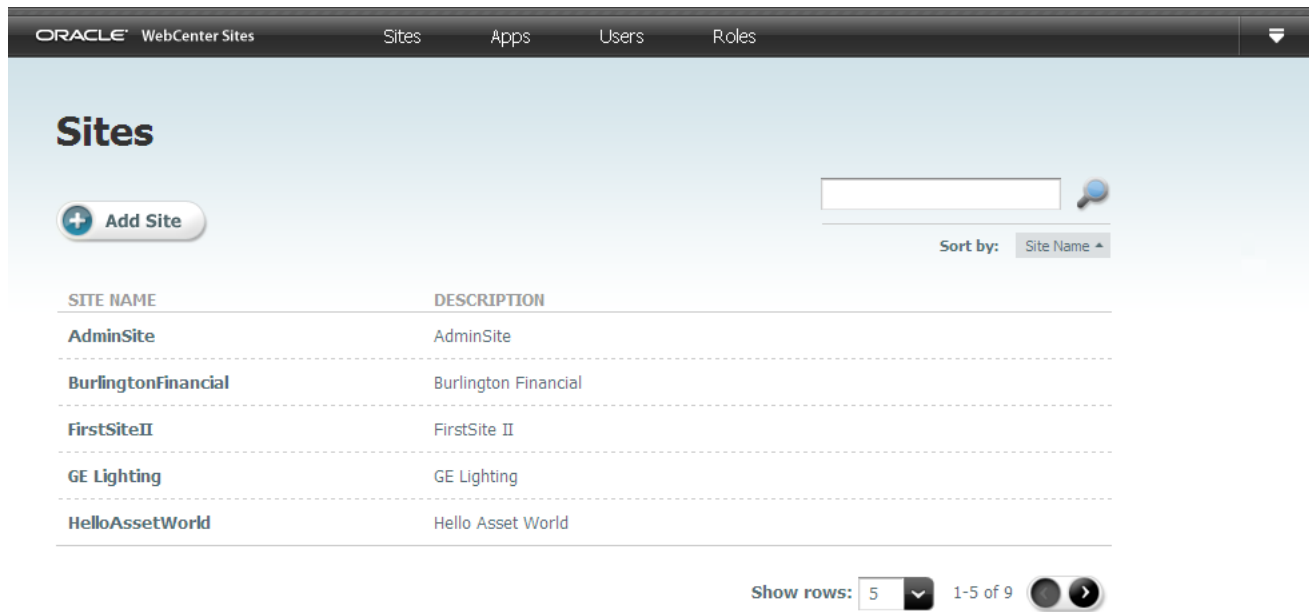 ORACLE WebCenter Sites Sites Apps Users Roles
Sites
Add Site
Sort by: Site Name
SITE NAME DESCRIPTION
AdminSite AdminSite
BurlingtonFinancial Burlington Financial
FirstSiteII FirstSite II
GE Lighting GE Lighting
HelloAssetWorld Hello Asset World
Show rows: 5 1-5 of 9